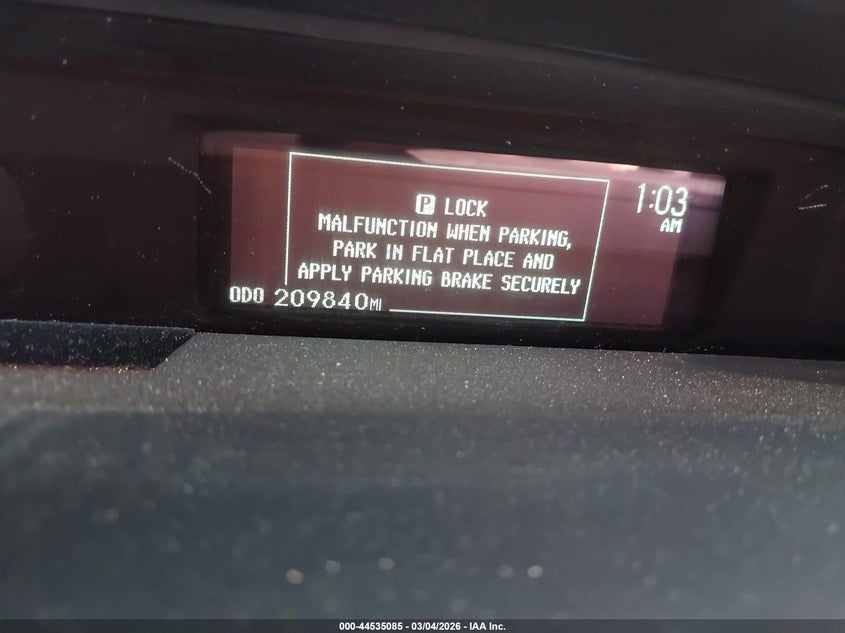 P LOCK
MALFUNCTION WHEN PARKING,
PARK IN FLAT PLACE AND
APPLY PARKING BRAKE SECURELY
1:03
AM
ODO 209840MI
000-44535085 - 03/04/2026 - IAA Inc.